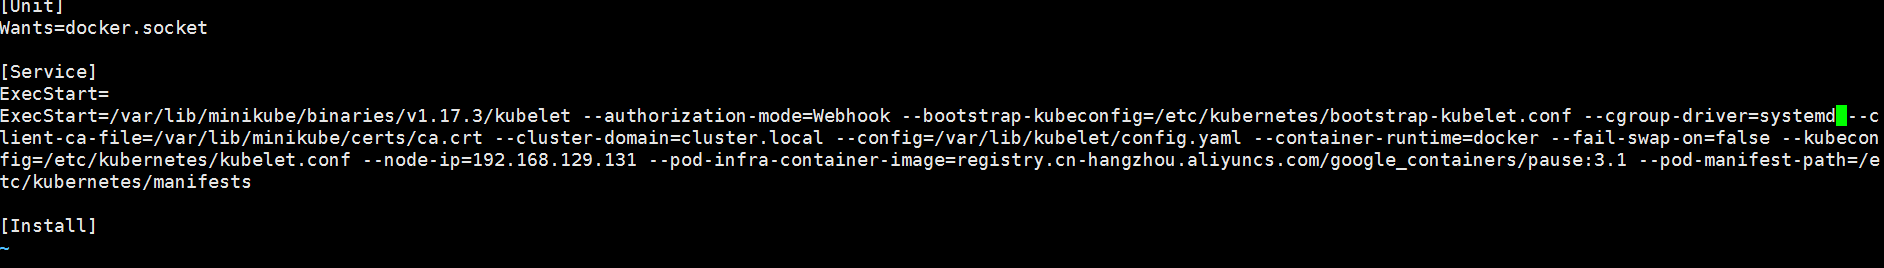 [Unit]
Wants=docker.socket
[Service]
ExecStart=
ExecStart=/var/lib/minikube/binaries/v1.17.3/kubelet --authorization-mode=Webhook --bootstrap-kubeconfig=/etc/kubernetes/bootstrap-kubelet.conf --cgroup-driver=systemd --c
lient-ca-file=/var/lib/minikube/certs/ca.crt --cluster-domain=cluster.local --config=/var/lib/kubelet/config.yaml --container-runtime=docker --fail-swap-on=false --kubecon
fig=/etc/kubernetes/kubelet.conf --node-ip=192.168.129.131 --pod-infra-container-image=registry.cn-hangzhou.aliyuncs.com/google_containers/pause:3.1 --pod-manifest-path=/e
tc/kubernetes/manifests
[Install]
~